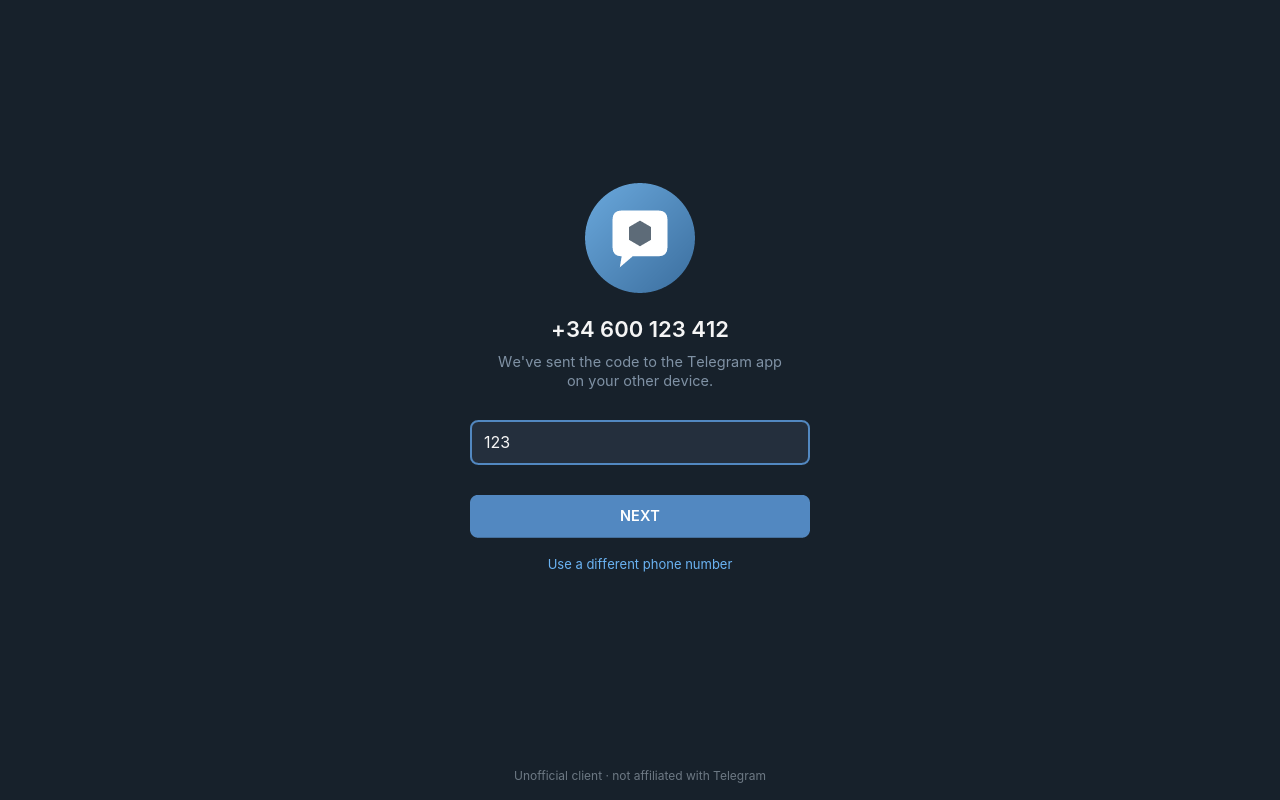 +34 600 123 412
We've sent the code to the Telegram app
on your other device.
123
NEXT
Use a different phone number
Unofficial client · not affiliated with Telegram